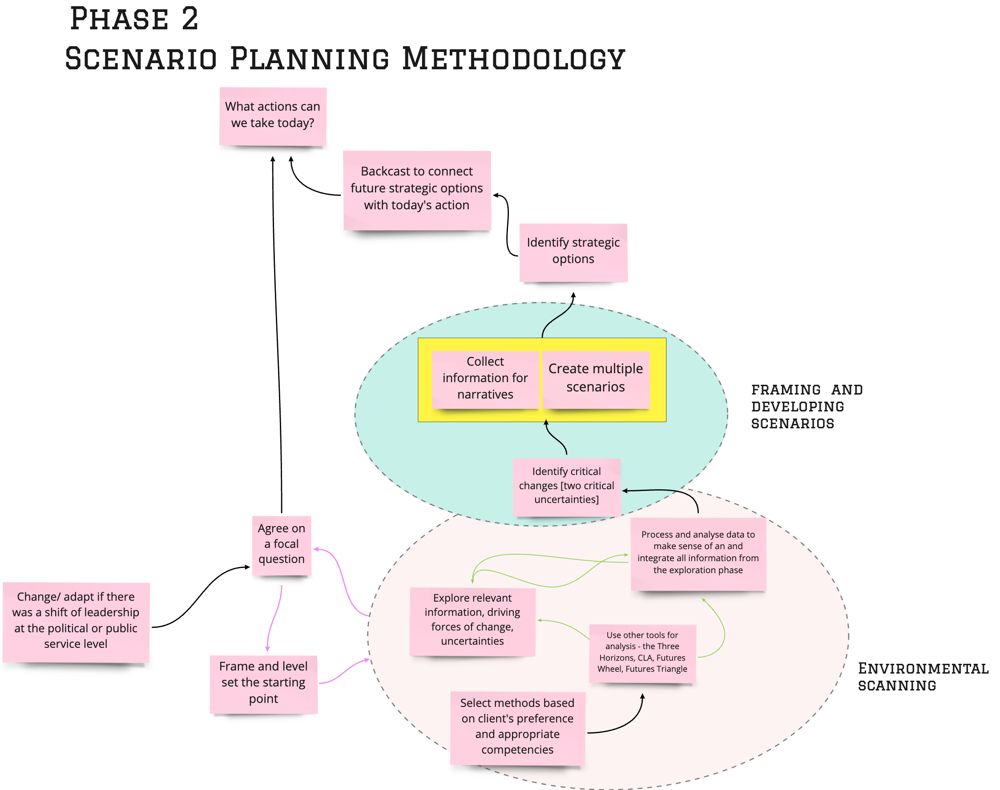 Phase 2
Scenario Planning Methodology
What actions can
we take today?
Backcast to connect
future strategic options
with today's action
Identify strategic
options
Collect
information for
narratives
Create multiple
scenarios
framing and
developing
scenarios
Identify critical
changes [two critical
uncertainties]
Agree on
a focal
question
Process and analyse data to
make sense of an and
integrate all information from
the exploration phase
Change/ adapt if there
was a shift of leadership
at the political or public
service level
Explore relevant
information, driving
forces of change,
uncertainties
Use other tools for
analysis - the Three
Horizons, CLA, Futures
Wheel, Futures Triangle
Frame and level
set the starting
point
Environmental
scanning
Select methods based
on client's preference
and appropriate
competencies